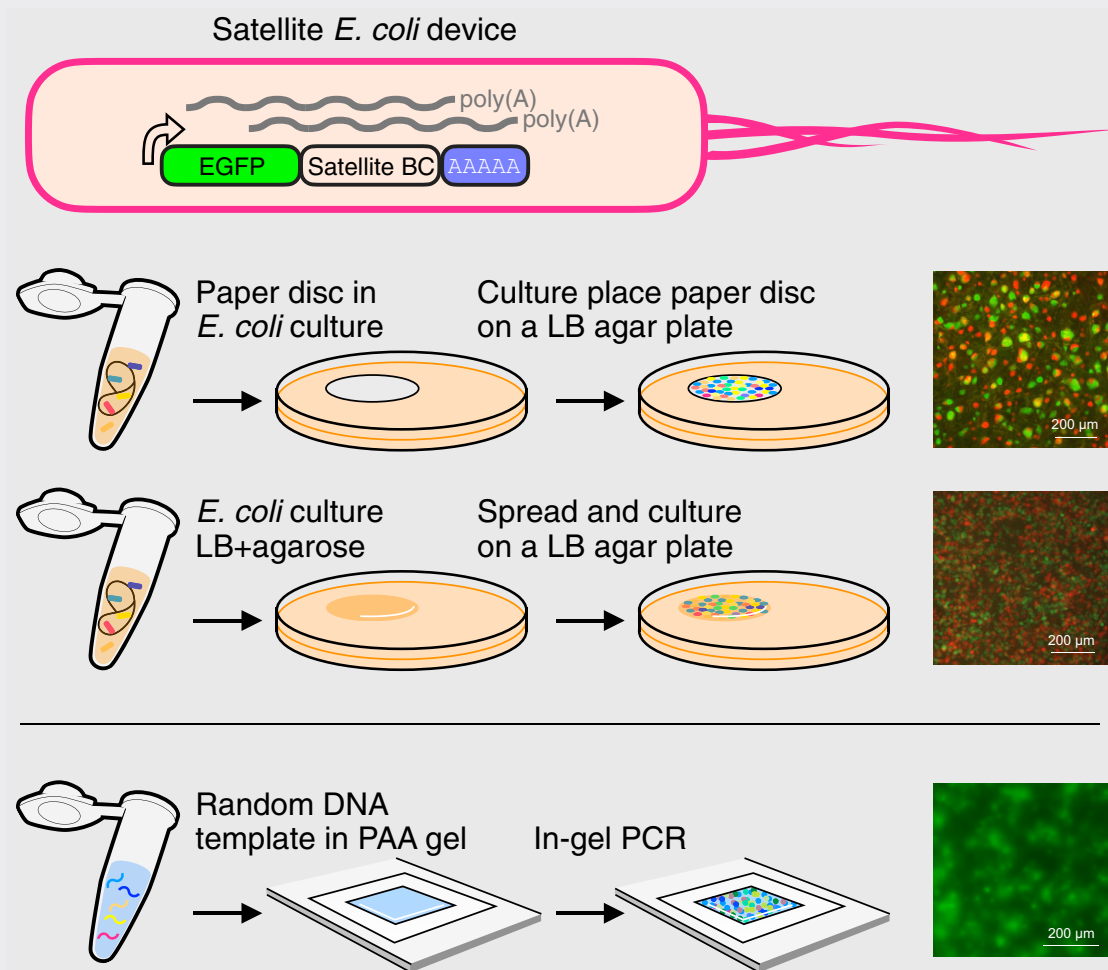 Satellite E. coli device
poly(A)
poly(A)
EGFP
Satellite BC
AAAAA
Paper disc in
E. coli culture
Culture place paper disc
on a LB agar plate
200 µm
E. coli culture
LB+agarose
Spread and culture
on a LB agar plate
200 µm
Random DNA
template in PAA gel
In-gel PCR
200 µm